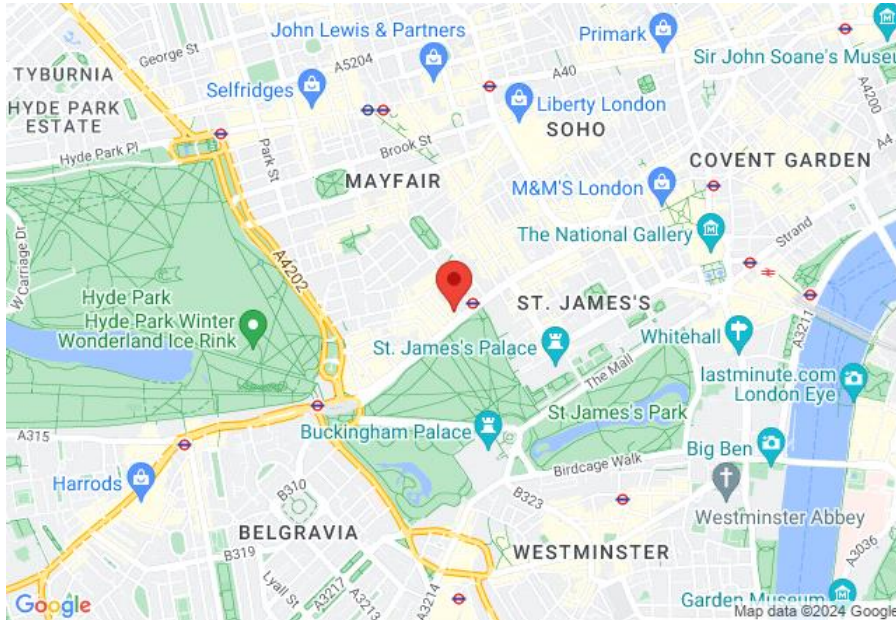 John Lewis & Partners
Primark
George St
A5204
A40
Sir John Soane's Museu
TYBURNIA
Selfridges
Liberty London
A4200
HYDE PARK
ESTATE
SOHO
A4
Hyde Park Pl
Park St
Brook St
COVENT GARDEN
MAYFAIR
M&M'S London
The National Gallery
Strand
W Carriage Dr
A4202
Hyde Park
ST. JAMES'S
Hyde Park Winter
Wonderland Ice Rink
St. James's Palace
Whitehall
A3211
The Mall
lastminute.com
London Eye
St James's Park
A315
Buckingham Palace
Big Ben
Birdcage Walk
Harrods
B310
B323
Westminster Abbey
BELGRAVIA
WESTMINSTER
B319
A3036
Lyall St
A3217
A3213
A3214
Garden Museum
Google
Map data ©2024 Google